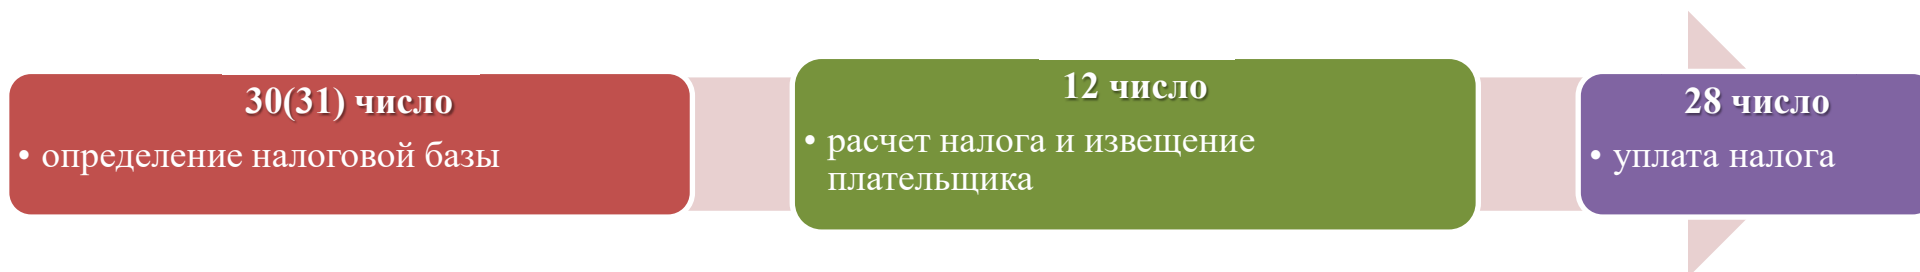 30(31) число
• определение налоговой базы
12 число
• расчет налога и извещение
плательщика
28 число
• уплата налога